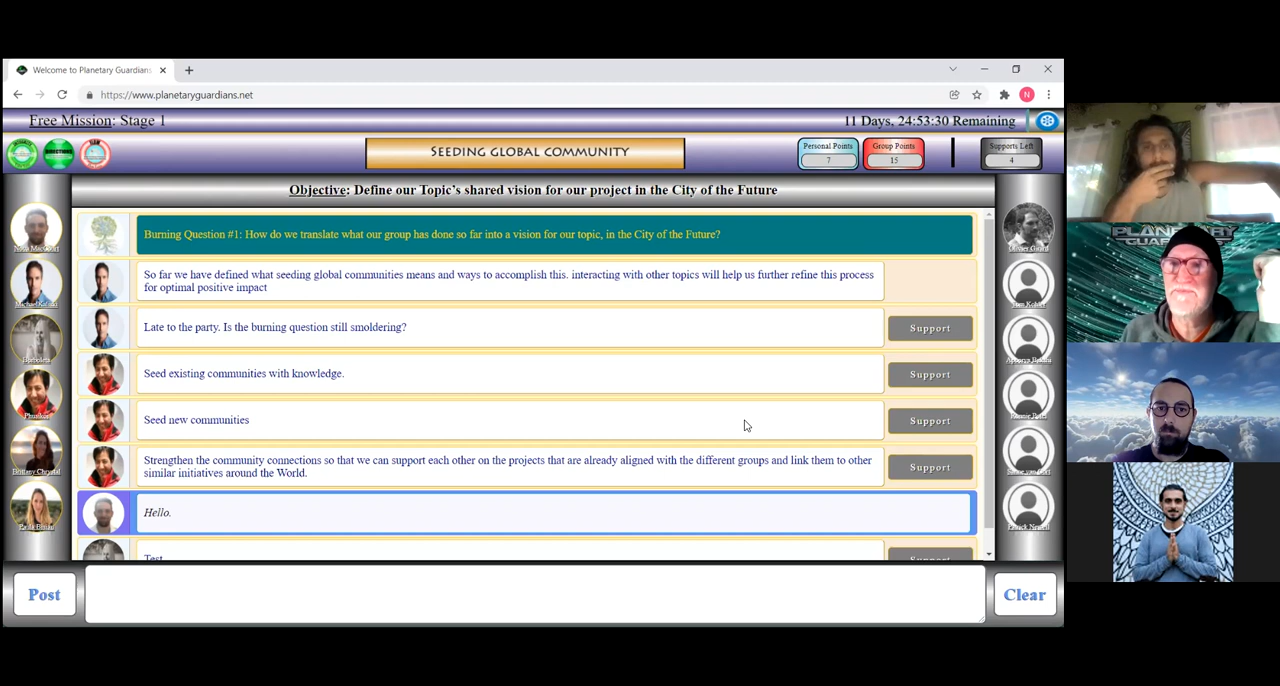 Welcome to Planetary Guardians
https://www.planetaryguardians.net
N
Free Mission: Stage 1
11 Days, 24:53:30 Remaining
SEEDING GLOBAL COMMUNITY
Personal Points
7
Group Points
15
Supports Left
4
Objective: Define our Topic's shared vision for our project in the City of the Future
Burning Question #1: How do we translate what our group has done so far into a vision for our topic, in the City of the Future?
So far we have defined what seeding global communities means and ways to accomplish this. interacting with other topics will help us further refine this process
for optimal positive impact
Late to the party. Is the burning question still smoldering?
Support
Seed existing communities with knowledge.
Support
Seed new communities
Support
Strengthen the community connections so that we can support each other on the projects that are already aligned with the different groups and link them to other
similar initiatives around the World.
Support
Hello.
Test
Support
Post
Clear
Brittany Chrystal
Olivier Girard
PLANETARY